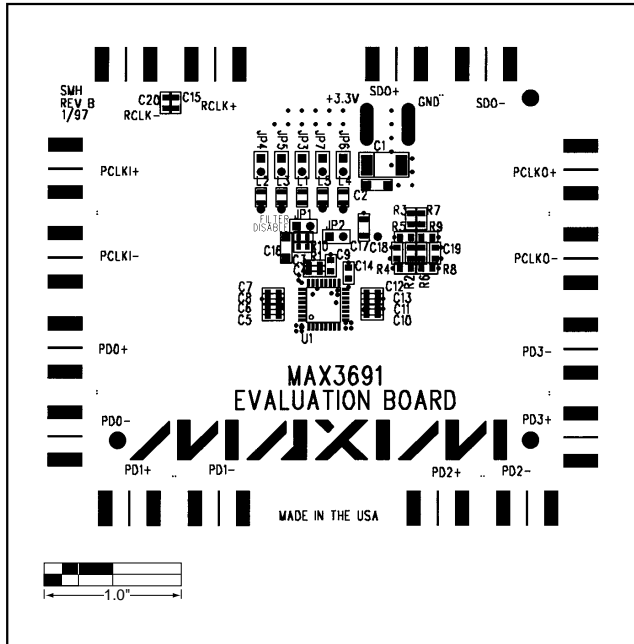 SMH
REV B
1/97
C20 C15
RCLK- RCLK+
SDO+
+3.3V GND
SDO-
JP4 JP5 JP3 JP7 JP6
C1
L2 L3 L1 L5 L4
C2
FILTER
DISABLE
JP1
JP2
R10
C16
C17 C18
R3 R7
R5 R9
C19
R4 R8
R2 R6
C3
R1
C9
C14
C7
C8
C6
C5
C12
C13
C11
C10
U1
PCLKI+
PCLKI-
PD0+
PD0-
PCLKO+
PCLKO-
PD3-
PD3+
MAX3691
EVALUATION BOARD
MAXIM
PD1+ PD1-
PD2+ PD2-
MADE IN THE USA
1.0"